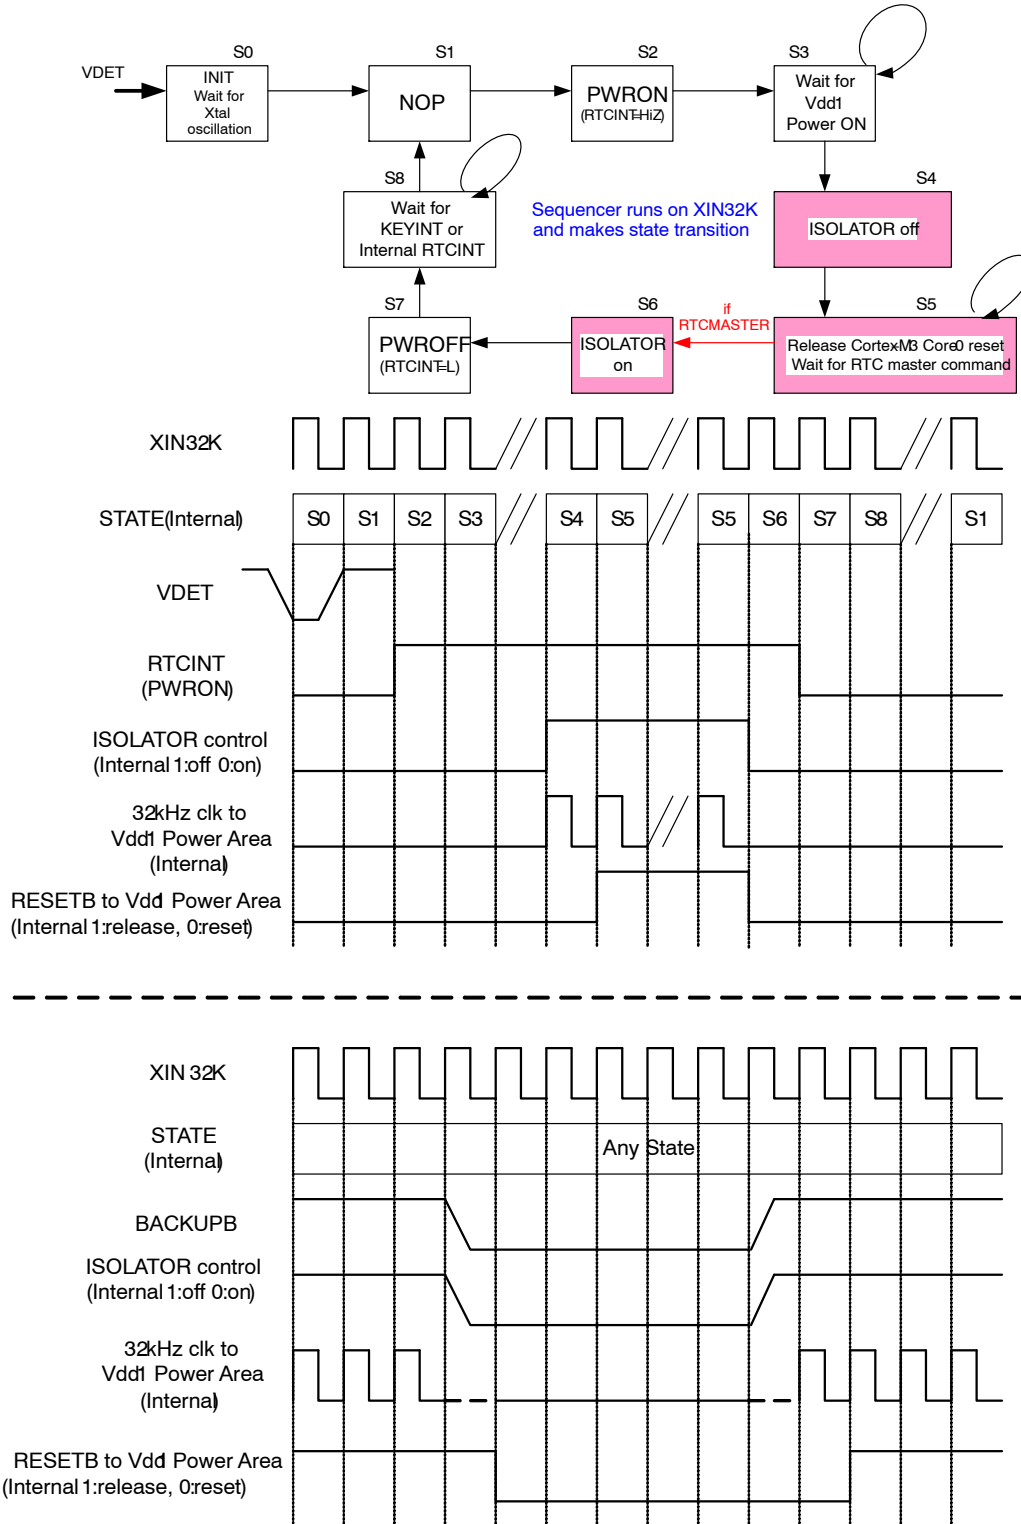 S0
S1
S2
S3
VDET
INIT
Wait for
Xtal
oscillation
NOP
PWRON
(RTCINT=HiZ)
Wait for
Vdd1
Power ON
S8
S4
Wait for
KEYINT or
Internal RTCINT
Sequencer runs on XIN32K
and makes state transition
ISOLATOR off
S7
S6
if
RTCMASTER
S5
PWROFF
(RTCINT=L)
ISOLATOR
on
Release Cortex-M3 Core0 reset
Wait for RTC master command
XIN32K
STATE(Internal)
S0 S1 S2 S3 S4 S5 S5 S6 S7 S8 S1
VDET
RTCINT
(PWRON)
ISOLATOR control
(Internal 1:off 0:on)
32kHz clk to
Vdd1 Power Area
(Internal)
RESETB to Vdd1 Power Area
(Internal 1:release, 0:reset)
XIN 32K
STATE
(Internal)
Any State
BACKUPB
ISOLATOR control
(Internal 1:off 0:on)
32kHz clk to
Vdd1 Power Area
(Internal)
RESETB to Vdd1 Power Area
(Internal 1:release, 0:reset)